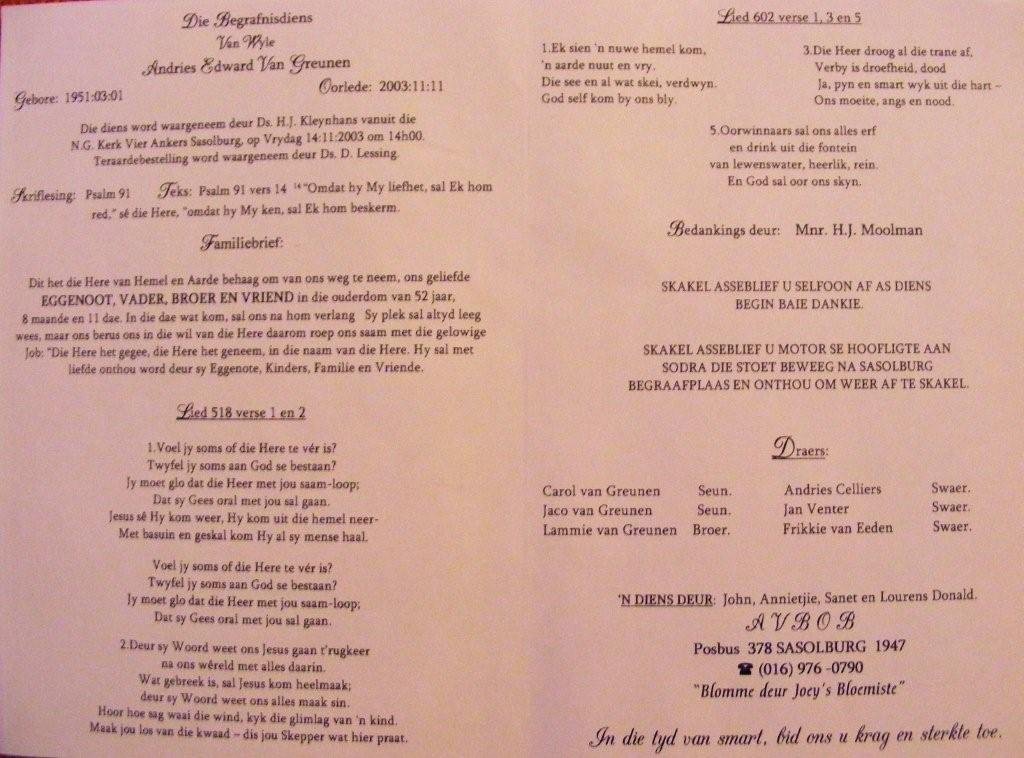 Die Begrafnisdiens
Van Wyle
Andries Edward Van Greunen
Gebore: 1951:03:01 Oorlede: 2003:11:11
Die diens word waargeneem deur Ds. H.J. Kleynhans vanuit die
N.G. Kerk Vier Ankers Sasolburg, op Vrydag 14:11:2003 om 14h00.
Teraardebestelling word waargeneem deur Ds. D. Lessing.
Skriflesing: Psalm 91 Teks: Psalm 91 vers 14 ¹⁴ "Omdat hy My liefhet, sal Ek hom
red," sê die Here, "omdat hy My ken, sal Ek hom beskerm.
Familiebrief:
Dit het die Here van Hemel en Aarde behaag om van ons weg te neem, ons geliefde
EGGENOOT, VADER, BROER EN VRIEND in die ouderdom van 52 jaar,
8 maande en 11 dae. In die dae wat kom, sal ons na hom verlang Sy plek sal altyd leeg
wees, maar ons berus ons in die wil van die Here daarom roep ons saam met die gelowige
Job: "Die Here het gegee, die Here het geneem, in die naam van die Here. Hy sal met
liefde onthou word deur sy Eggenote, Kinders, Familie en Vriende.
Lied 518 verse 1 en 2
1.Voel jy soms of die Here te vér is?
Twyfel jy soms aan God se bestaan?
Jy moet glo dat die Heer met jou saam-loop;
Dat sy Gees oral met jou sal gaan.
Jesus sê Hy kom weer, Hy kom uit die hemel neer-
Met basuin en geskal kom Hy al sy mense haal.
Voel jy soms of die Here te vér is?
Twyfel jy soms aan God se bestaan?
Jy moet glo dat die Heer met jou saam-loop;
Dat sy Gees oral met jou sal gaan.
2.Deur sy Woord weet ons Jesus gaan t'rugkeer
na ons wêreld met alles daarin.
Wat gebreek is, sal Jesus kom heelmaak;
deur sy Woord weet ons alles maak sin.
Hoor hoe sag waai die wind, kyk die glimlag van 'n kind.
Maak jou los van die kwaad – dis jou Skepper wat hier praat.
Lied 602 verse 1, 3 en 5
1.Ek sien 'n nuwe hemel kom,
'n aarde nuut en vry.
Die see en al wat skei, verdwyn.
God self kom by ons bly.
3.Die Heer droog al die trane af,
Verby is droefheid, dood
Ja, pyn en smart wyk uit die hart –
Ons moeite, angs en nood.
5.Oorwinnaars sal ons alles erf
en drink uit die fontein
van lewenswater, heerlik, rein.
En God sal oor ons skyn.
Bedankings deur: Mnr. H.J. Moolman
SKAKEL ASSEBLIEF U SELFOON AF AS DIENS
BEGIN BAIE DANKIE.
SKAKEL ASSEBLIEF U MOTOR SE HOOFLIGTE AAN
SODRA DIE STOET BEWEEG NA SASOLBURG
BEGRAAFPLAAS EN ONTHOU OM WEER AF TE SKAKEL.
Draers:
Carol van Greunen Seun. Andries Celliers Swaer.
Jaco van Greunen Seun. Jan Venter Swaer.
Lammie van Greunen Broer. Frikkie van Eeden Swaer.
'N DIENS DEUR: John, Annietjie, Sanet en Lourens Donald.
A V B O B
Posbus 378 SASOLBURG 1947
☎ (016) 976 -0790
"Blomme deur Joey's Bloemiste"
In die tyd van smart, bid ons u krag en sterkte toe.